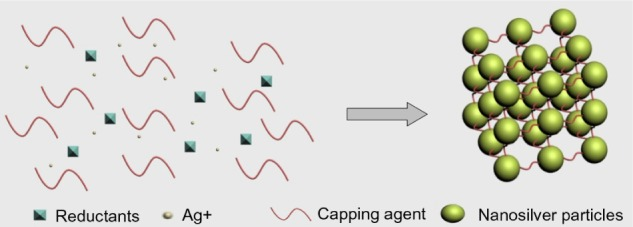 Reductants Ag+ Capping agent Nanosilver particles